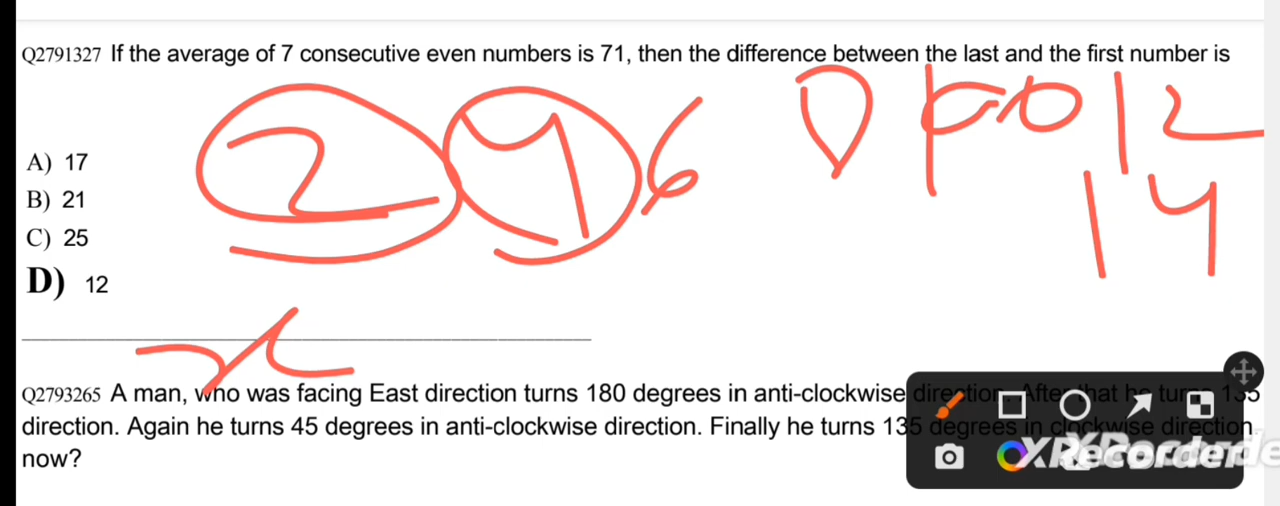 Q2791327 If the average of 7 consecutive even numbers is 71, then the difference between the last and the first number is
2 4 6 8 10 12
14
A) 17
B) 21
C) 25
D) 12
x
Q2793265 A man, who was facing East direction turns 180 degrees in anti-clockwise direction. After that he turns 135
direction. Again he turns 45 degrees in anti-clockwise direction. Finally he turns 135 degrees in clockwise direction.
now?
XRecorder